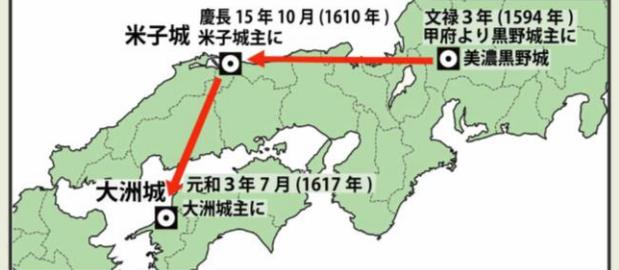 慶長15年10月(1610年)
米子城主に
米子城
文禄3年(1594年)
甲府より黒野城主に
美濃黒野城
元和3年7月(1617年)
大洲城主に
大洲城